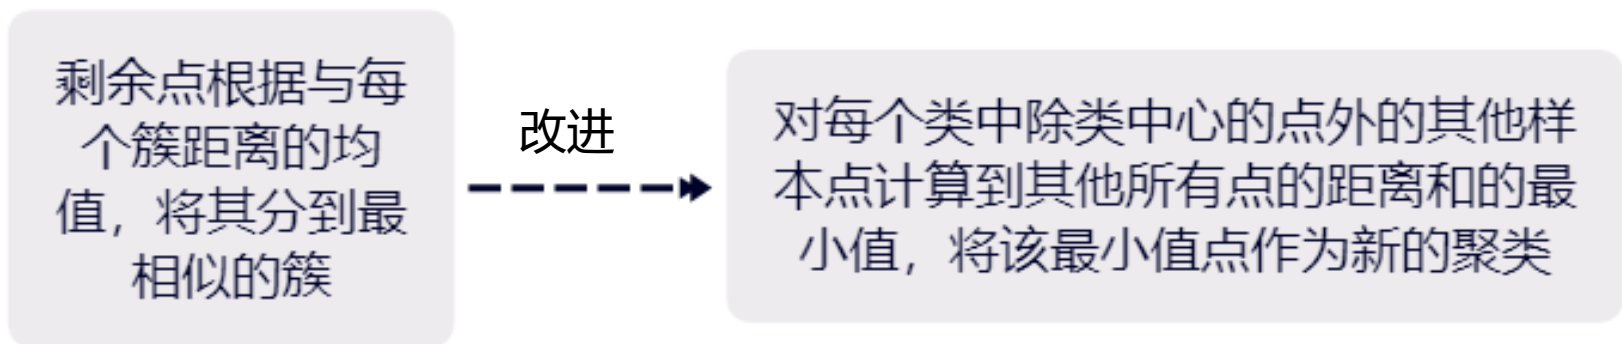 剩余点根据与每
个簇距离的均
值，将其分到最
相似的簇
改进
对每个类中除类中心的点外的其他样
本点计算到其他所有点的距离和的最
小值，将该最小值点作为新的聚类